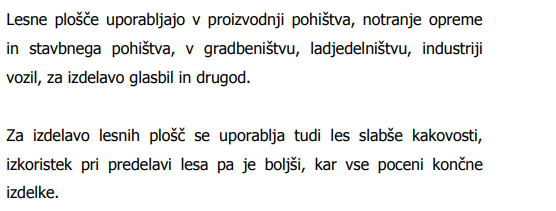 Lesne plošče uporabljajo v proizvodnji pohištva, notranje opreme
in stavbnega pohištva, v gradbeništvu, ladjedelništvu, industriji
vozil, za izdelavo glasbil in drugod.
Za izdelavo lesnih plošč se uporablja tudi les slabše kakovosti,
izkoristek pri predelavi lesa pa je boljši, kar vse poceni končne
izdelke.